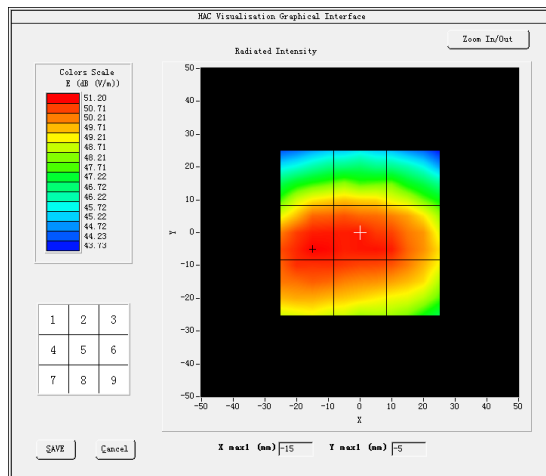 HAC Visualisation Graphical Interface
Zoom In/Out
Radiated Intensity
Colors Scale
E (dB (V/m))
51.20
50.71
50.21
49.71
49.21
48.71
48.21
47.71
47.22
46.72
46.22
45.72
45.22
44.72
44.23
43.73
50
40
30
20
10
0
-10
-20
-30
-40
-50
Y
-50 -40 -30 -20 -10 0 10 20 30 40 50
X
1 2 3
4 5 6
7 8 9
SAVE Cancel
X max1 (mm) -15 Y max1 (mm) -5